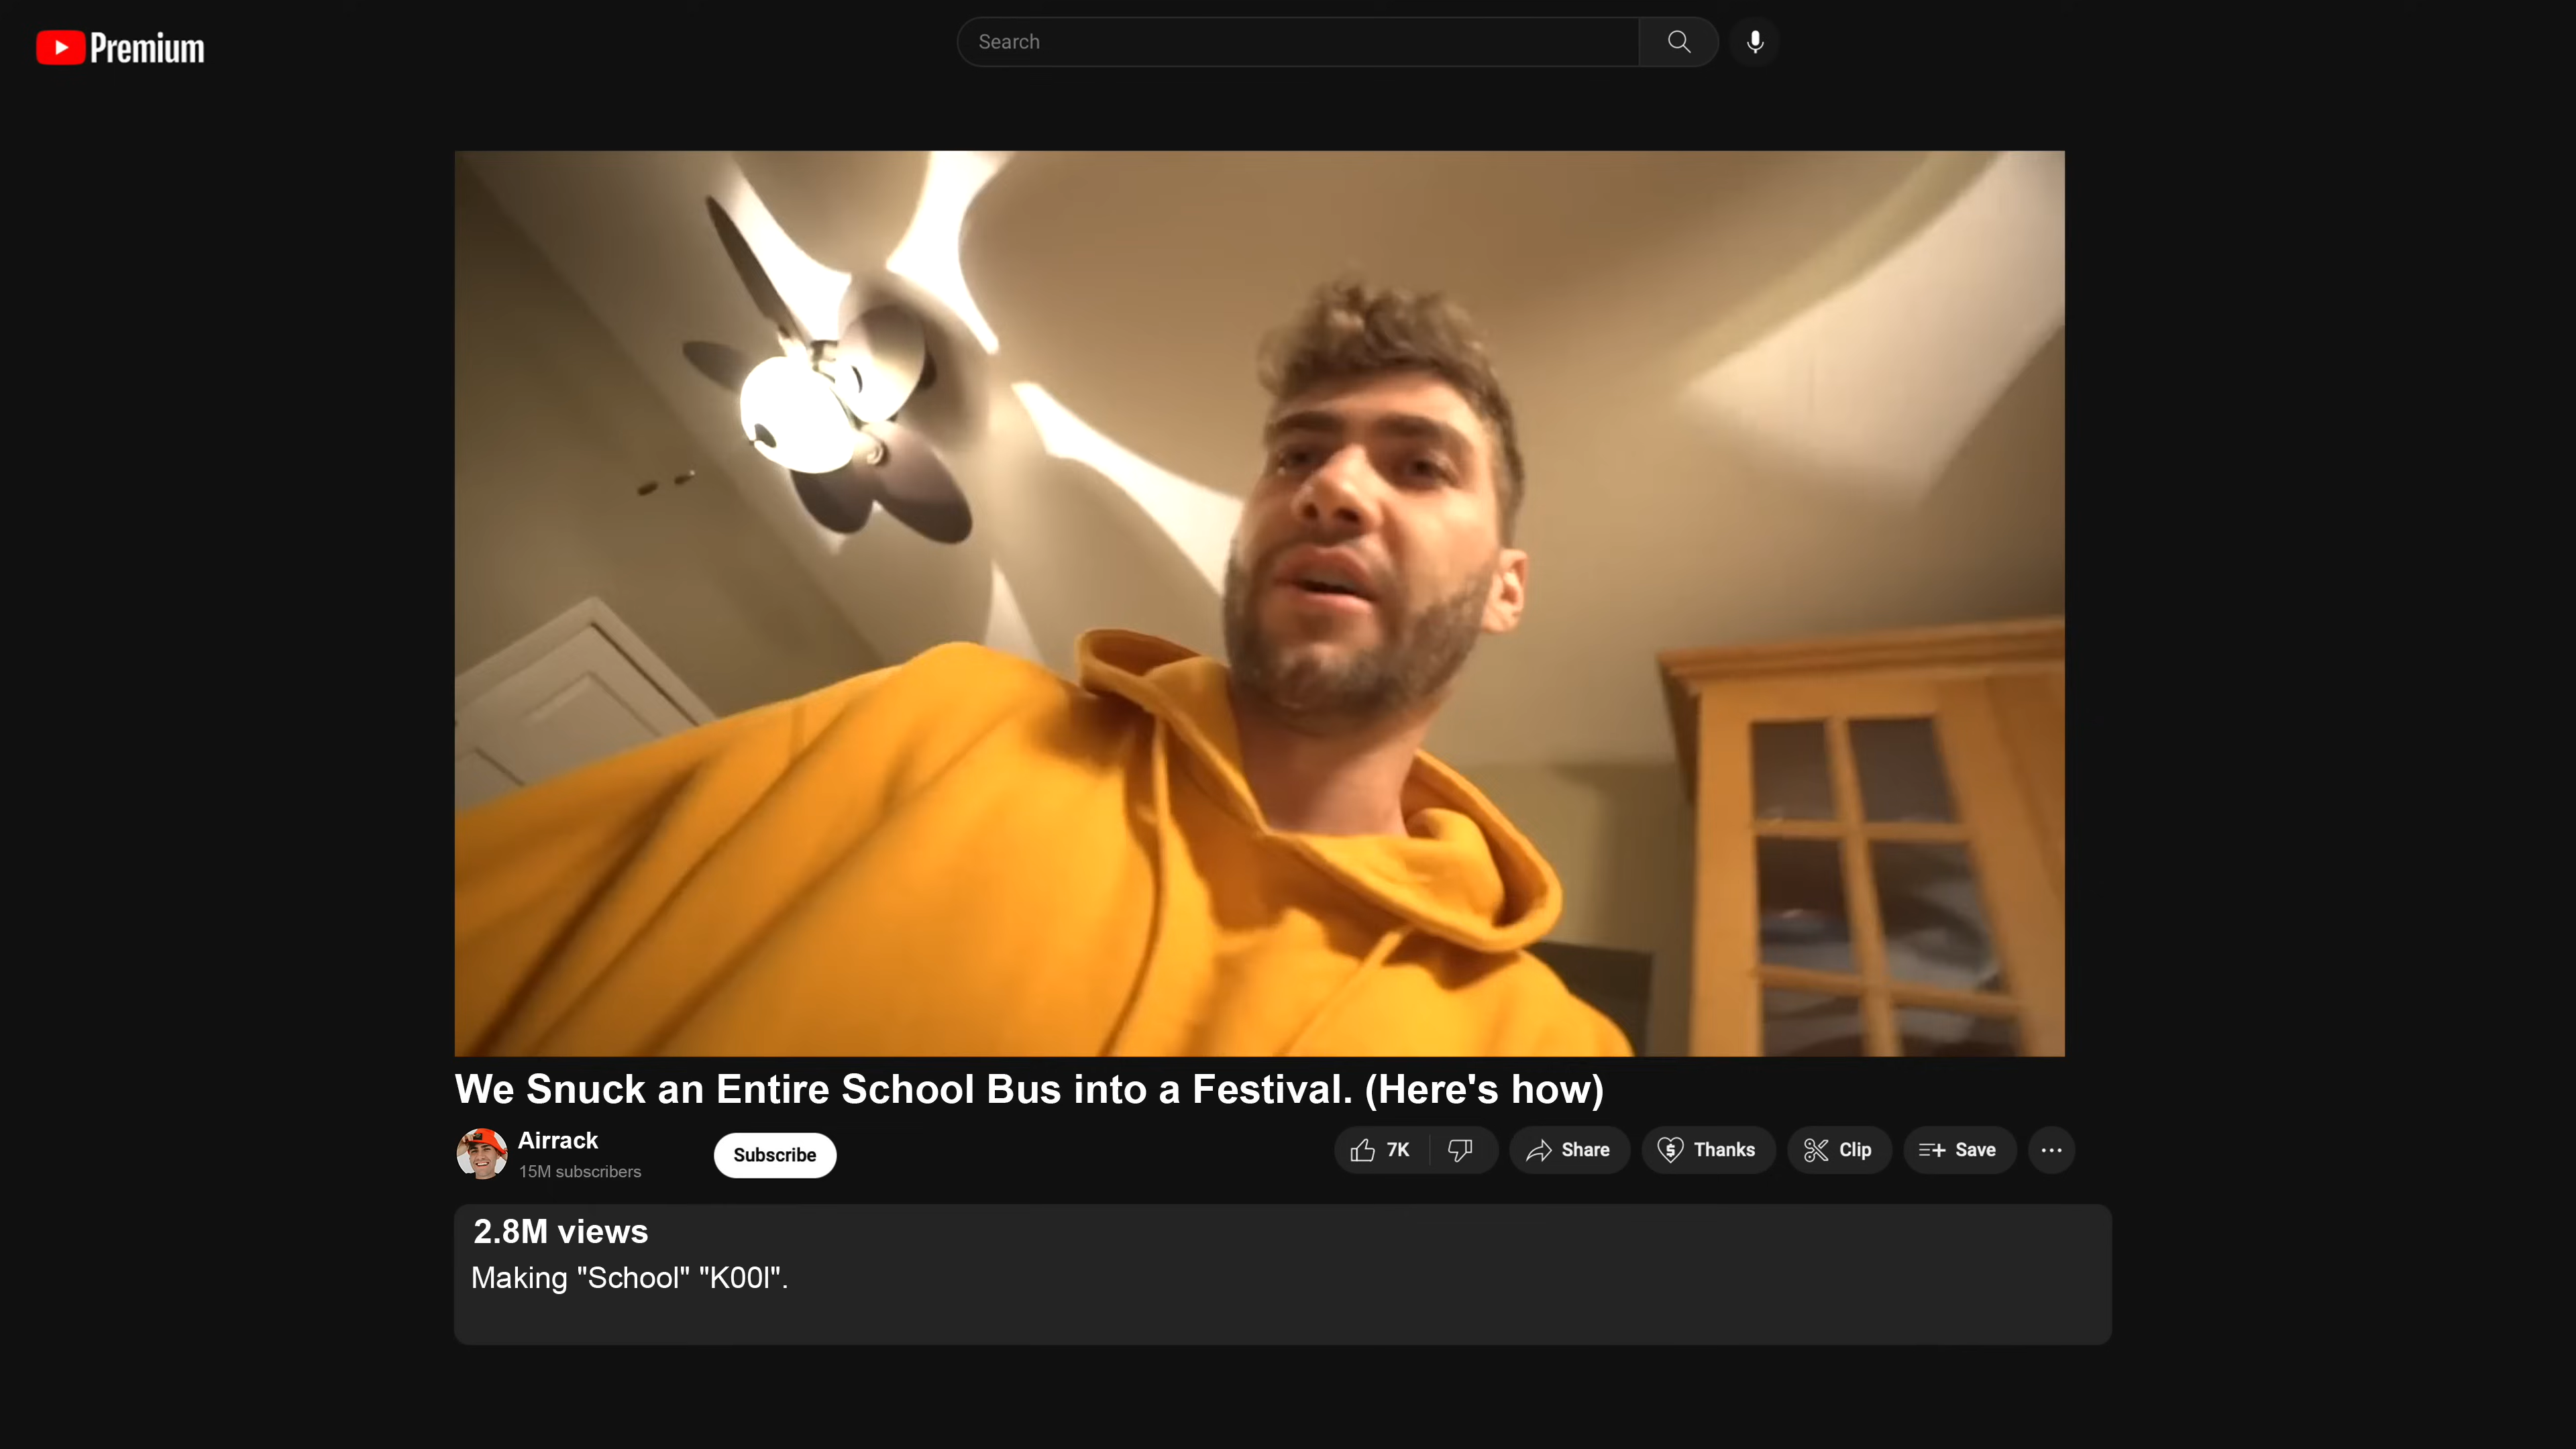 Premium
Search
We Snuck an Entire School Bus into a Festival. (Here's how)
Airrack
15M subscribers
Subscribe
7K
Share
Thanks
Clip
Save
2.8M views
Making "School" "K00l".